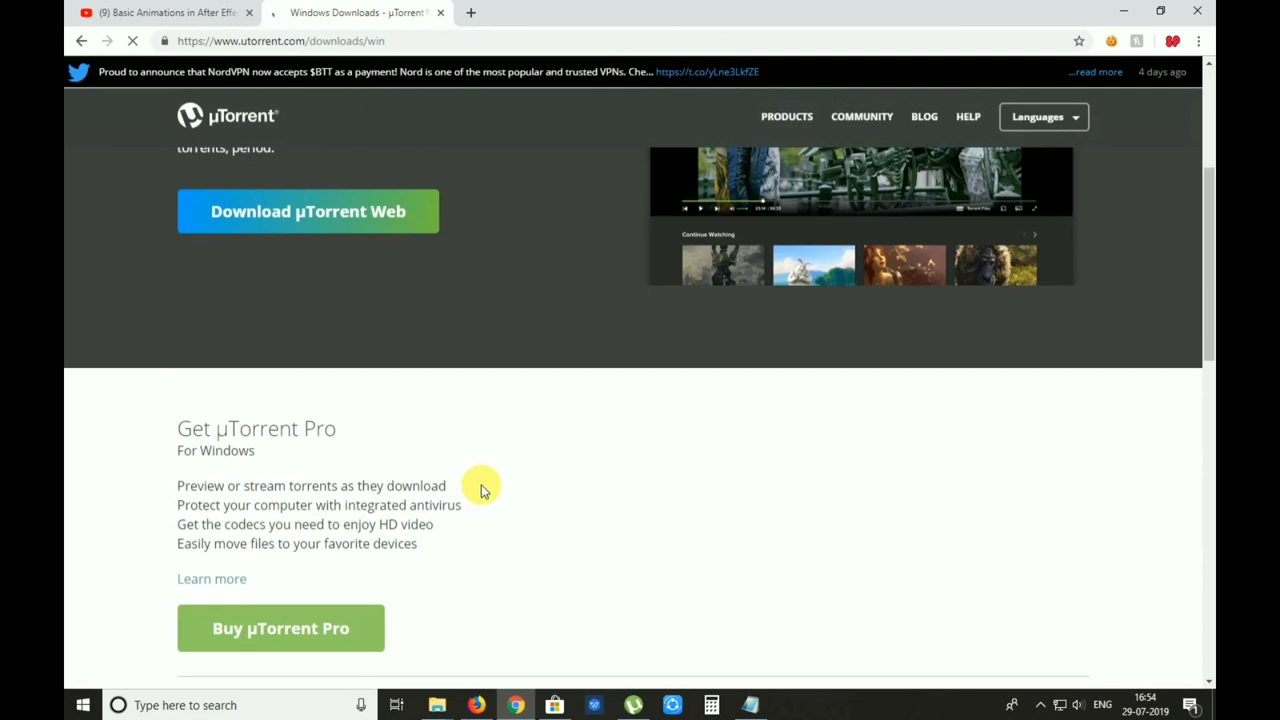 (9) Basic Animations in After Effe
Windows Downloads - µTorrent®
https://www.utorrent.com/downloads/win
Proud to announce that NordVPN now accepts $BTT as a payment! Nord is one of the most popular and trusted VPNs. Che... https://t.co/yLne3LkfZE
...read more 4 days ago
µTorrent®
PRODUCTS COMMUNITY BLOG HELP Languages
torrents, period.
Download µTorrent Web
Continue Watching
Get µTorrent Pro
For Windows
Preview or stream torrents as they download
Protect your computer with integrated antivirus
Get the codecs you need to enjoy HD video
Easily move files to your favorite devices
Learn more
Buy µTorrent Pro
Type here to search
ENG
16:54
29-07-2019